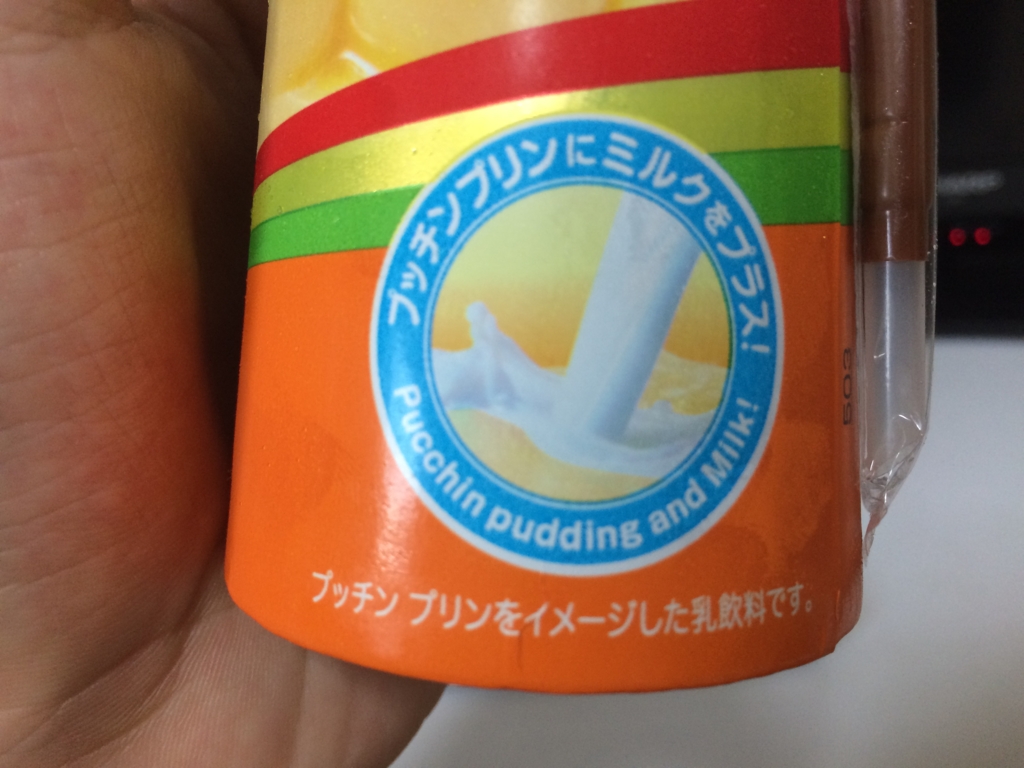 プッチンプリンにミルクをプラス!
Pucchin pudding and Milk!
プッチン プリンをイメージした乳飲料です。